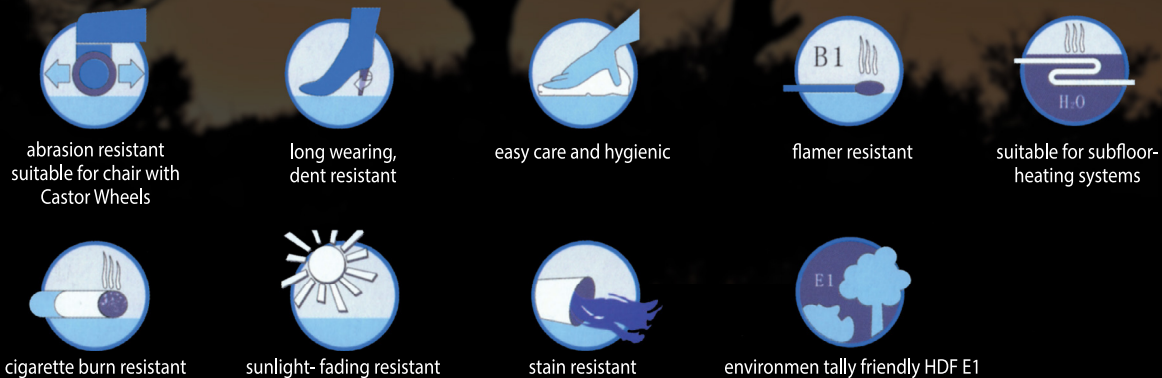 B1
H2O
abrasion resistant
suitable for chair with
Castor Wheels
long wearing,
dent resistant
easy care and hygienic
flamer resistant
suitable for subfloor-
heating systems
E1
cigarette burn resistant
sunlight- fading resistant
stain resistant
environmen tally friendly HDF E1